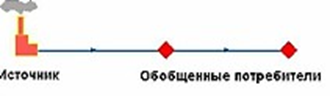 Источник
Обобщенные потребители